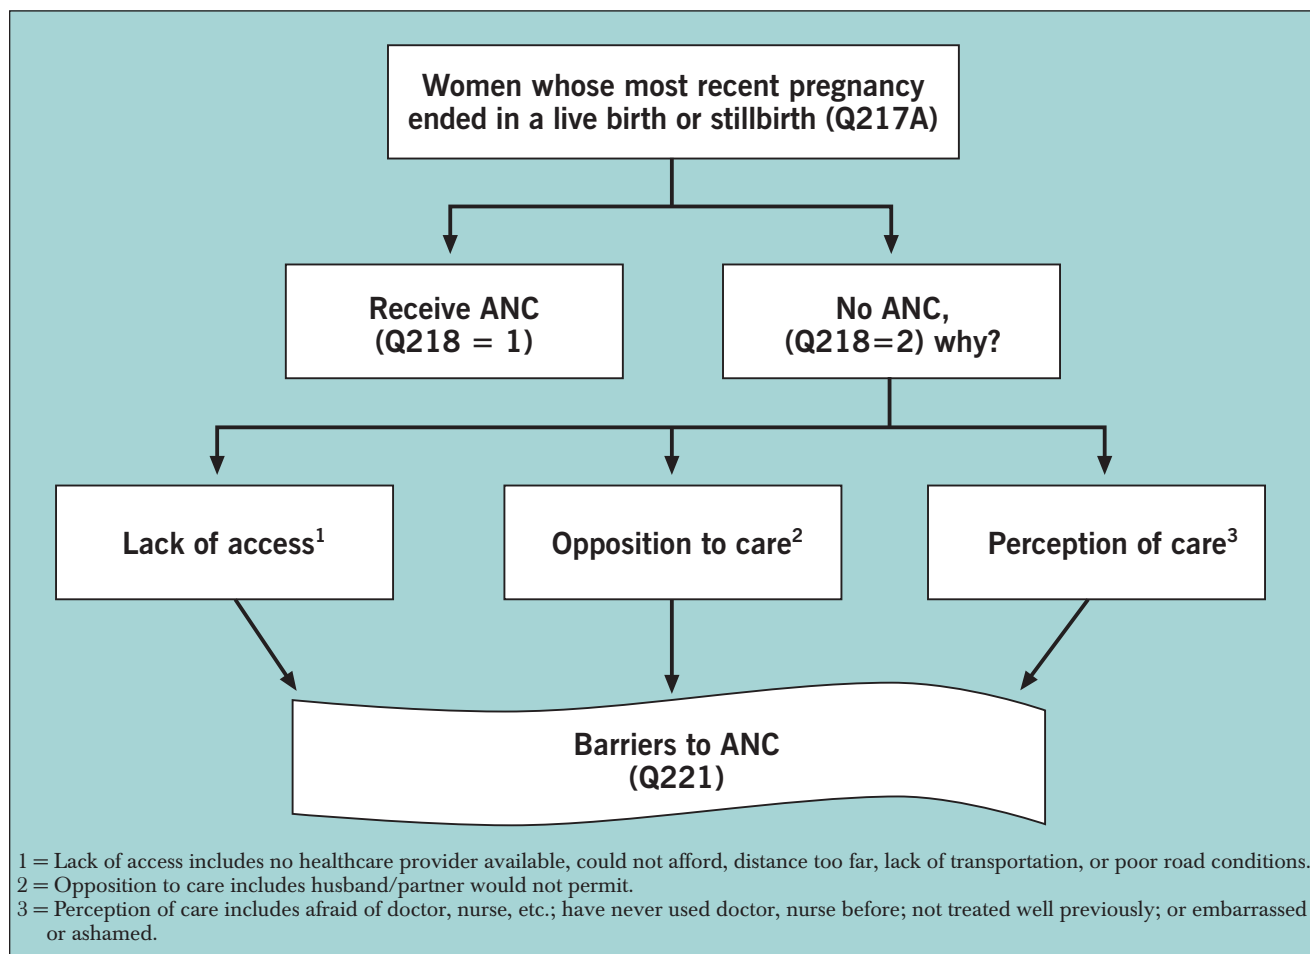 Women whose most recent pregnancy
ended in a live birth or stillbirth (Q217A)
Receive ANC
(Q218 = 1)
No ANC,
(Q218=2) why?
Lack of access1
Opposition to care2
Perception of care3
Barriers to ANC
(Q221)
1 = Lack of access includes no healthcare provider available, could not afford, distance too far, lack of transportation, or poor road conditions.
2 = Opposition to care includes husband/partner would not permit.
3 = Perception of care includes afraid of doctor, nurse, etc.; have never used doctor, nurse before; not treated well previously; or embarrassed
or ashamed.